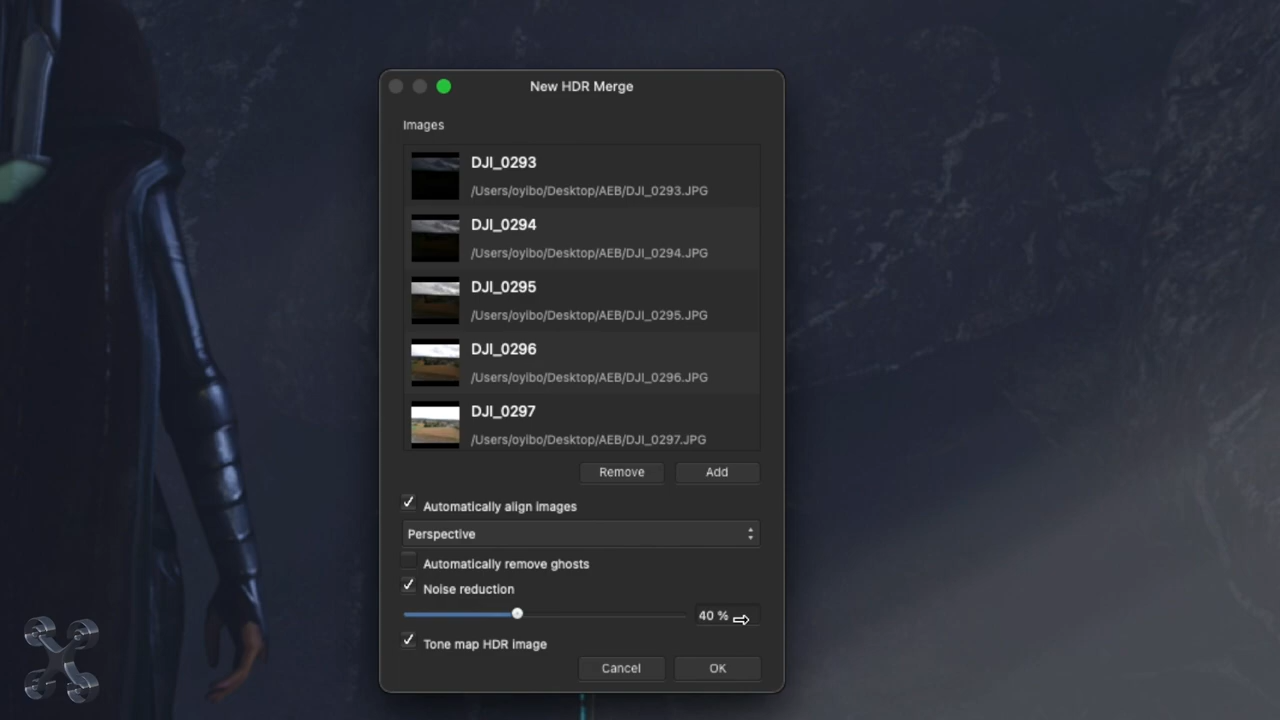 New HDR Merge
Images
DJI_0293
/Users/oyibo/Desktop/AEB/DJI_0293.JPG
DJI_0294
/Users/oyibo/Desktop/AEB/DJI_0294.JPG
DJI_0295
/Users/oyibo/Desktop/AEB/DJI_0295.JPG
DJI_0296
/Users/oyibo/Desktop/AEB/DJI_0296.JPG
DJI_0297
/Users/oyibo/Desktop/AEB/DJI_0297.JPG
Remove Add
Automatically align images
Perspective
Automatically remove ghosts
Noise reduction
40 %
Tone map HDR image
Cancel OK